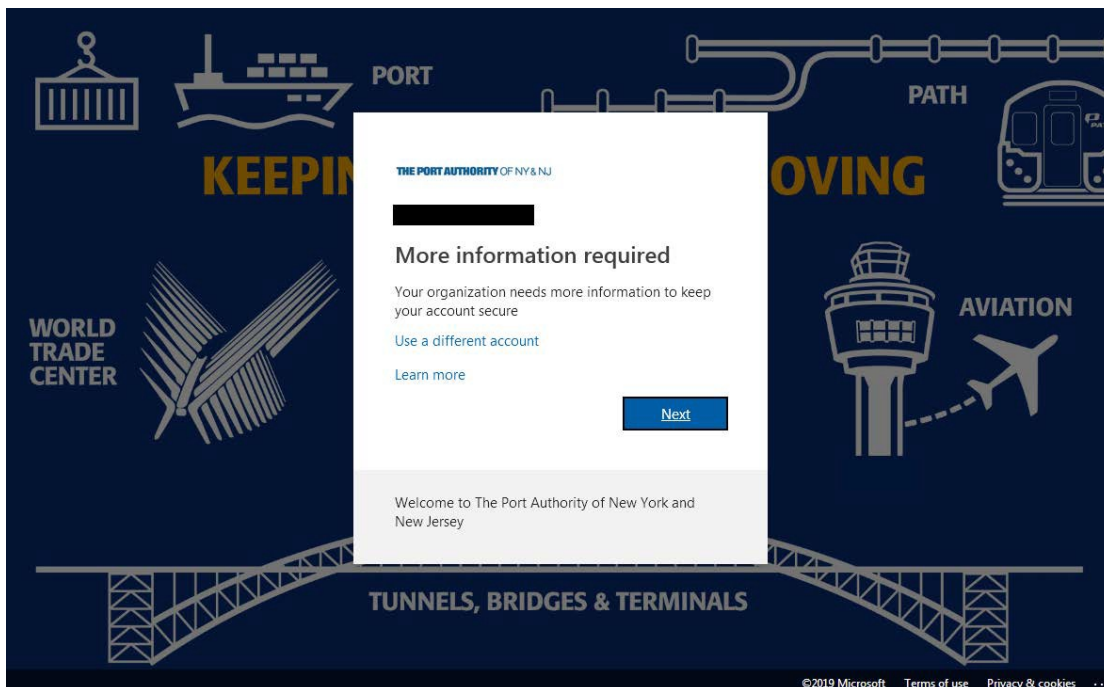 PORT
PATH
KEEPIN
OVING
THE PORT AUTHORITY OF NY & NJ
More information required
Your organization needs more information to keep
your account secure
Use a different account
Learn more
Next
WORLD
TRADE
CENTER
AVIATION
Welcome to The Port Authority of New York and
New Jersey
TUNNELS, BRIDGES & TERMINALS
©2019 Microsoft Terms of use Privacy & cookies